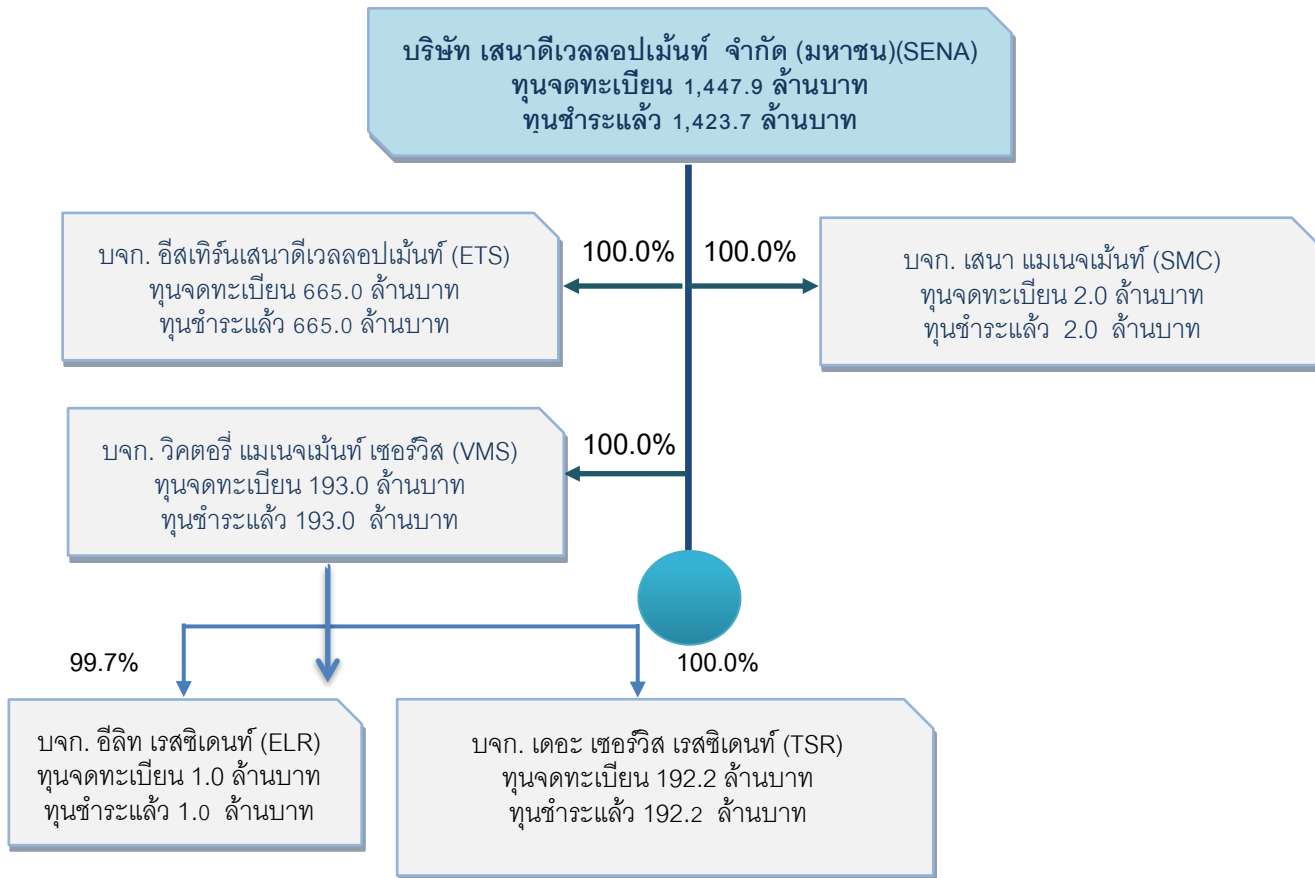 บริษัท เสนาดีเวลลอปเม้นท์ จำกัด (มหาชน)(SENA)
ทุนจดทะเบียน 1,447.9 ล้านบาท
ทุนชำระแล้ว 1,423.7 ล้านบาท
บจก. อีสเทิร์นเสนาดีเวลลอปเม้นท์ (ETS)
ทุนจดทะเบียน 665.0 ล้านบาท
ทุนชำระแล้ว 665.0 ล้านบาท
100.0%
100.0%
บจก. เสนา แมเนจเม้นท์ (SMC)
ทุนจดทะเบียน 2.0 ล้านบาท
ทุนชำระแล้ว 2.0 ล้านบาท
บจก. วิคตอรี่ แมเนจเม้นท์ เซอร์วิส (VMS)
ทุนจดทะเบียน 193.0 ล้านบาท
ทุนชำระแล้ว 193.0 ล้านบาท
100.0%
99.7%
100.0%
บจก. อีลิท เรสซิเดนท์ (ELR)
ทุนจดทะเบียน 1.0 ล้านบาท
ทุนชำระแล้ว 1.0 ล้านบาท
บจก. เดอะ เซอร์วิส เรสซิเดนท์ (TSR)
ทุนจดทะเบียน 192.2 ล้านบาท
ทุนชำระแล้ว 192.2 ล้านบาท